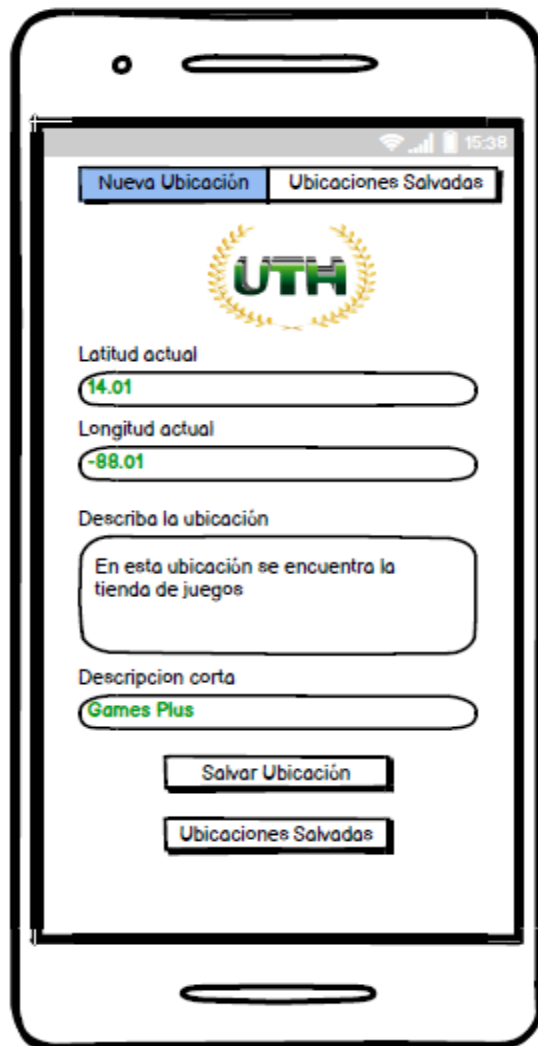 15:38
Nueva Ubicación Ubicaciones Salvadas
UTH
Latitud actual
14.01
Longitud actual
-88.01
Describa la ubicación
En esta ubicación se encuentra la
tienda de juegos
Descripcion corta
Games Plus
Salvar Ubicación
Ubicaciones Salvadas